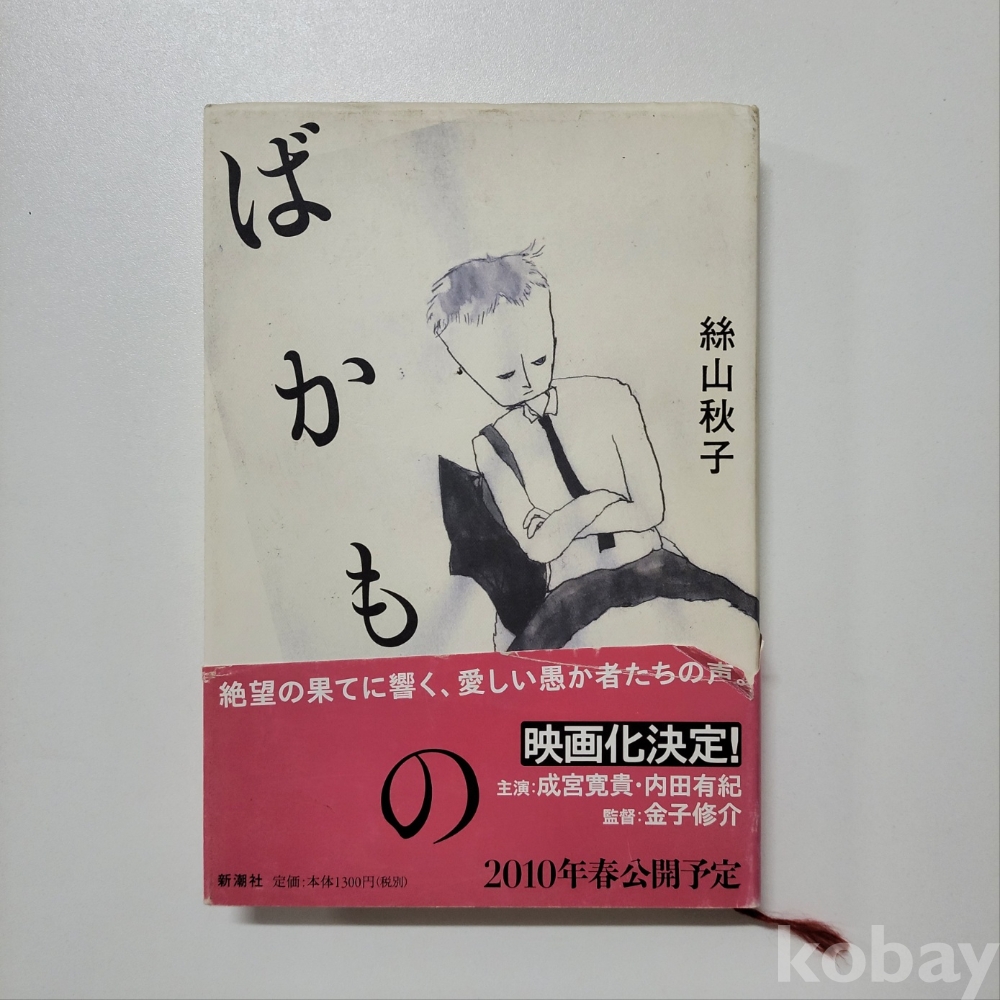 ばかもの
絲山秋子
絶望の果てに響く、愛しい愚か者たちの声。
映画化決定!
主演:成宮寛貴・内田有紀
監督:金子修介
2010年春公開予定
新潮社 定価:本体1300円(税別)
kobay